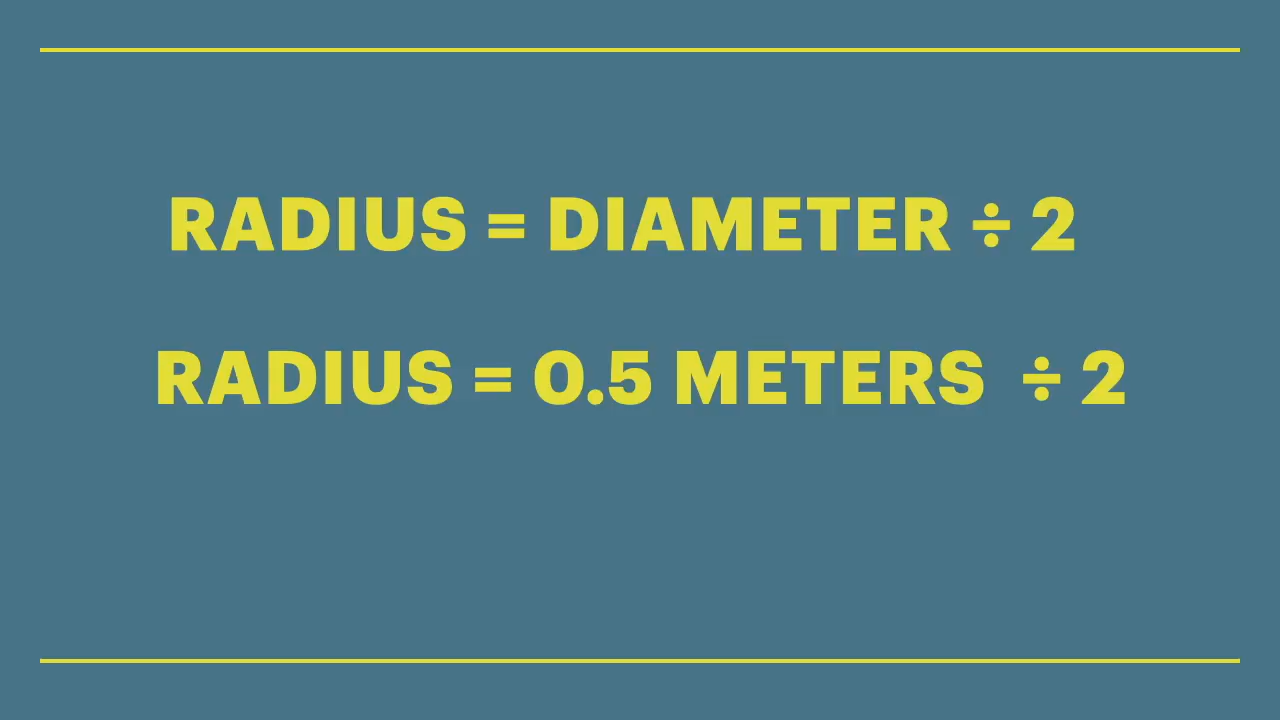 RADIUS = DIAMETER ÷ 2
RADIUS = 0.5 METERS ÷ 2